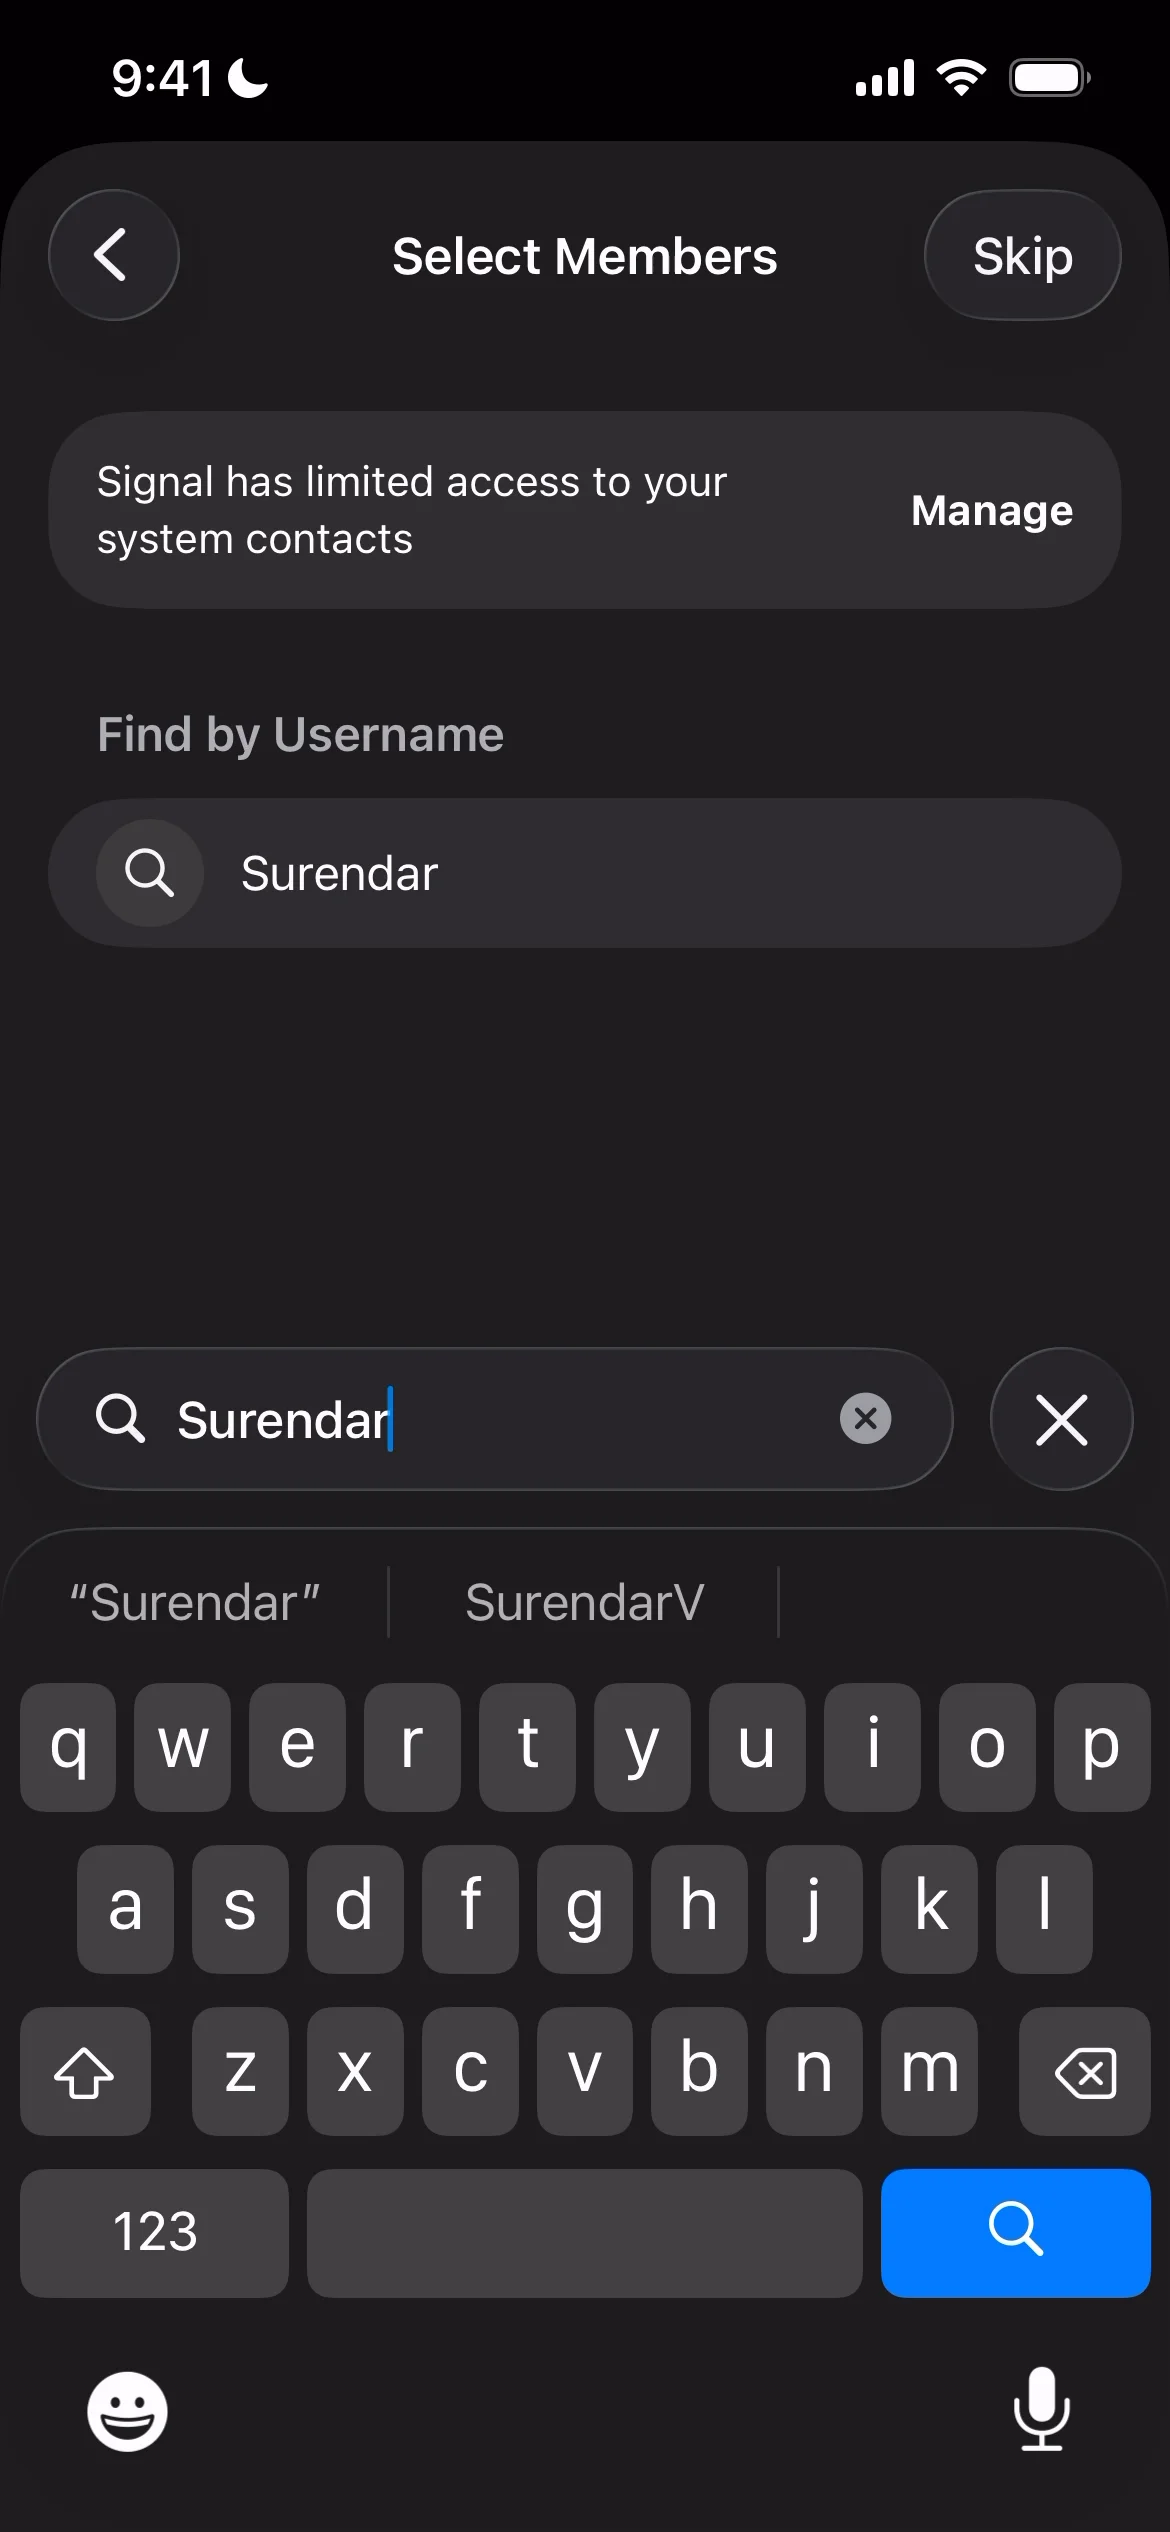 9:41
Select Members
Skip
Signal has limited access to your
system contacts
Manage
Find by Username
Surendar
Surendar
“Surendar”
SurendarV
q w e r t y u i o p
a s d f g h j k l
z x c v b n m
123